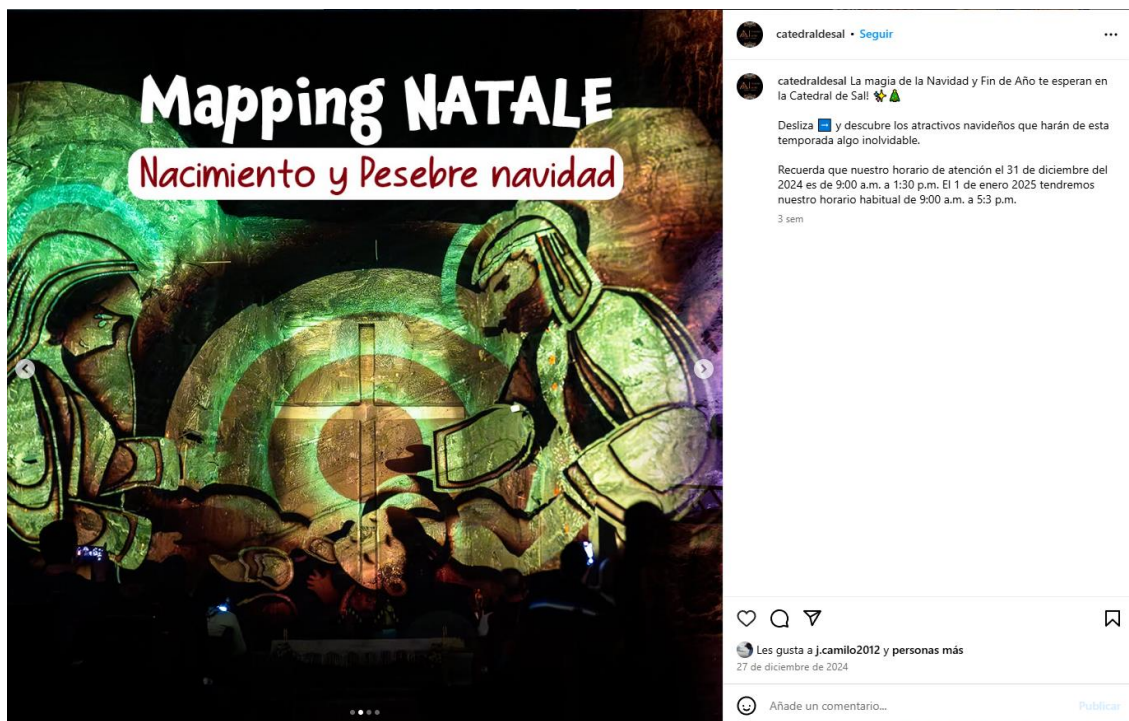 Mapping NATALE
Nacimiento y Pesebre navidad
catedraldesal • Seguir
catedraldesal La magia de la Navidad y Fin de Año te esperan en
la Catedral de Sal! ✨🎄
Desliza ➡️ y descubre los atractivos navideños que harán de esta
temporada algo inolvidable.
Recuerda que nuestro horario de atención el 31 de diciembre del
2024 es de 9:00 a.m. a 1:30 p.m. El 1 de enero 2025 tendremos
nuestro horario habitual de 9:00 a.m. a 5:3 p.m.
3 sem
Les gusta a j.camilo2012 y personas más
27 de diciembre de 2024
Añade un comentario...
Publicar